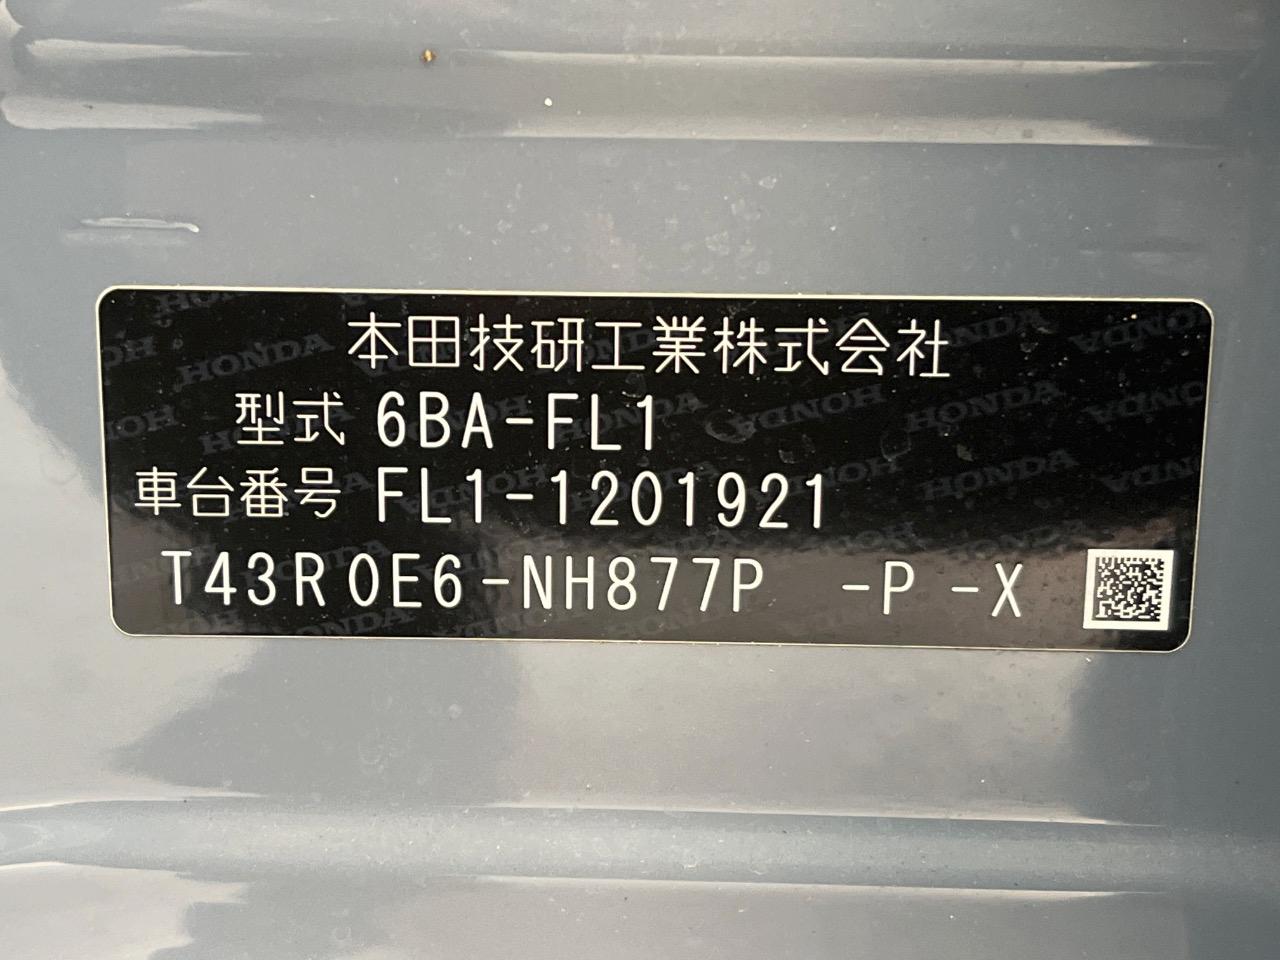 本田技研工業株式会社
型式 6BA-FL1
車台番号 FL1-1201921
T43R0E6-NH877P -P -X